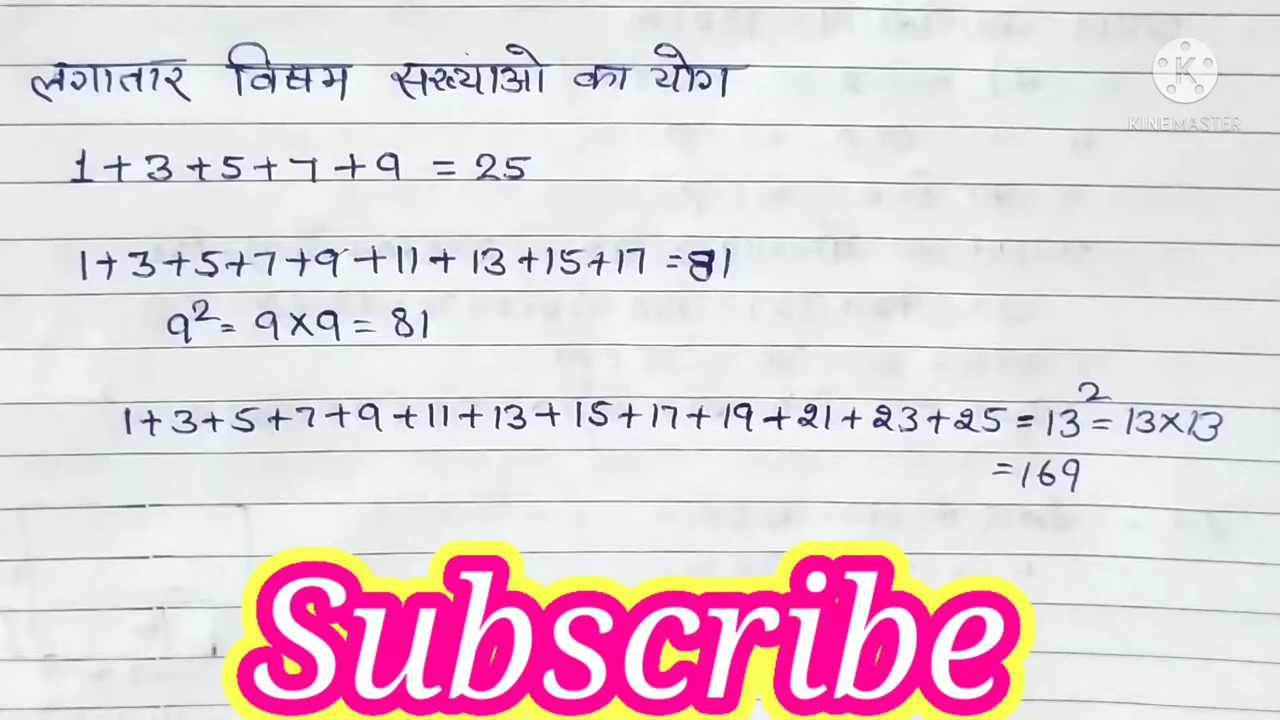 लगातार विषम सख्याओ का योग
KINEMASTER
1+3+5+7+9 = 25
1+3+5+7+9+11+13+15+17 =81
9²= 9×9= 81
1+3+5+7+9+11+13+15+17+19+21+23+25=13²=13×13
=169
Subscribe